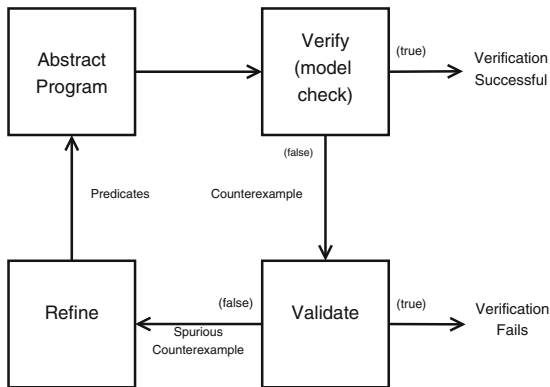 Abstract
Program
Verify
(model
check)
(true)
Verification
Successful
(false)
Predicates
Counterexample
Refine
(false)
Spurious
Counterexample
Validate
(true)
Verification
Fails